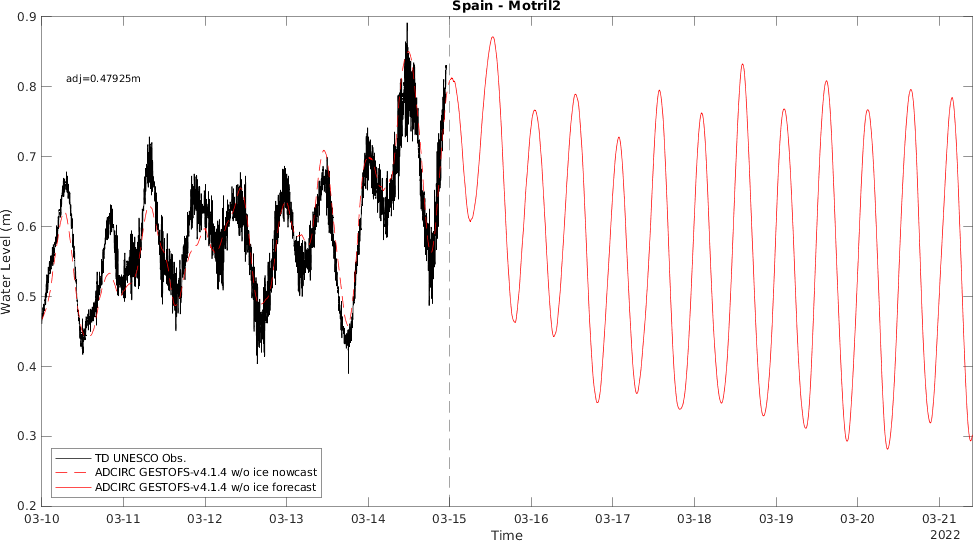 Spain - Motril2
0.9
0.8
0.7
0.6
0.5
0.4
0.3
0.2
Water Level (m)
adj=0.47925m
TD UNESCO Obs.
ADCIRC GESTOFS-v4.1.4 w/o ice nowcast
ADCIRC GESTOFS-v4.1.4 w/o ice forecast
03-10 03-11 03-12 03-13 03-14 03-15 03-16 03-17 03-18 03-19 03-20 03-21
Time
2022